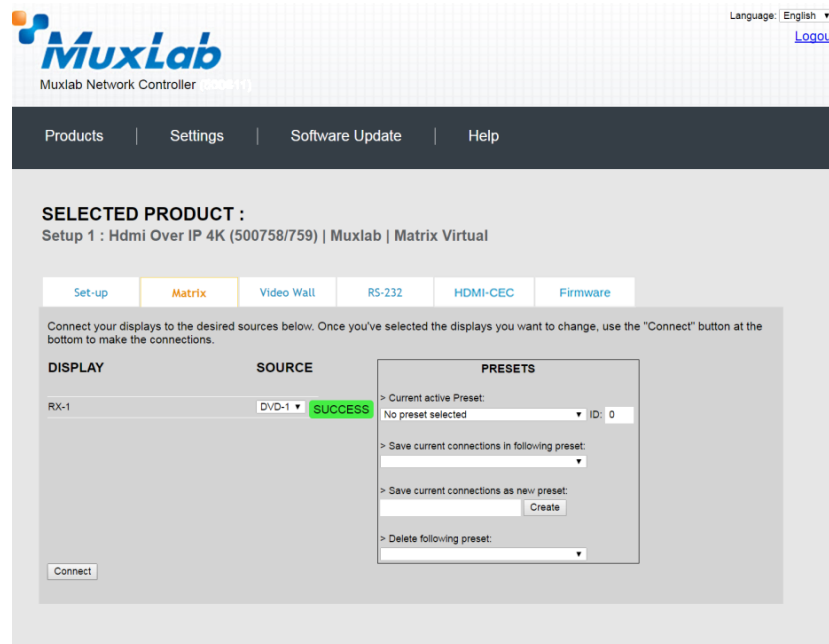 Language: English
Logou
MuxLab
Muxlab Network Controller
Products | Settings | Software Update | Help
SELECTED PRODUCT :
Setup 1 : Hdmi Over IP 4K (500758/759) | Muxlab | Matrix Virtual
Set-up Matrix Video Wall RS-232 HDMI-CEC Firmware
Connect your displays to the desired sources below. Once you've selected the displays you want to change, use the "Connect" button at the
bottom to make the connections.
DISPLAY SOURCE PRESETS
> Current active Preset:
RX-1 DVD-1 SUCCESS
No preset selected ID: 0
> Save current connections in following preset:
> Save current connections as new preset:
Create
> Delete following preset:
Connect